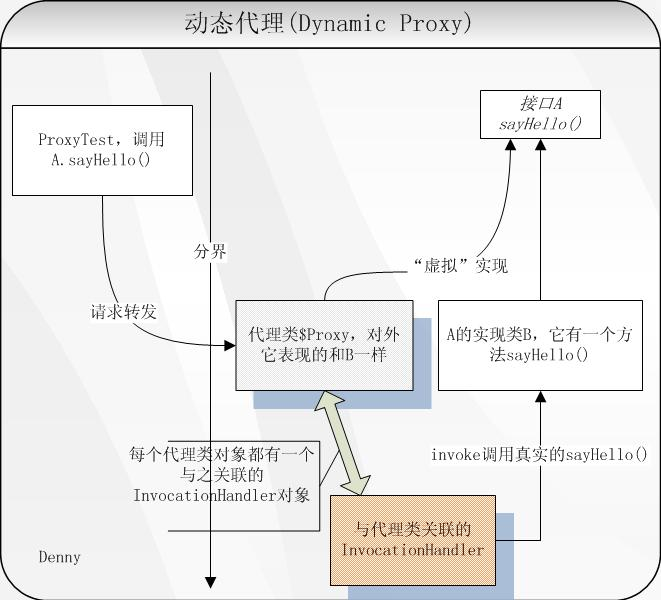 动态代理(Dynamic Proxy)
接口A
sayHello()
ProxyTest，调用
A.sayHello()
分界
“虚拟”实现
请求转发
代理类$Proxy，对外
它表现的和B一样
A的实现类B，它有一个方
法sayHello()
每个代理类对象都有一个
与之关联的
InvocationHandler对象
invoke调用真实的sayHello()
与代理类关联的
InvocationHandler
Denny